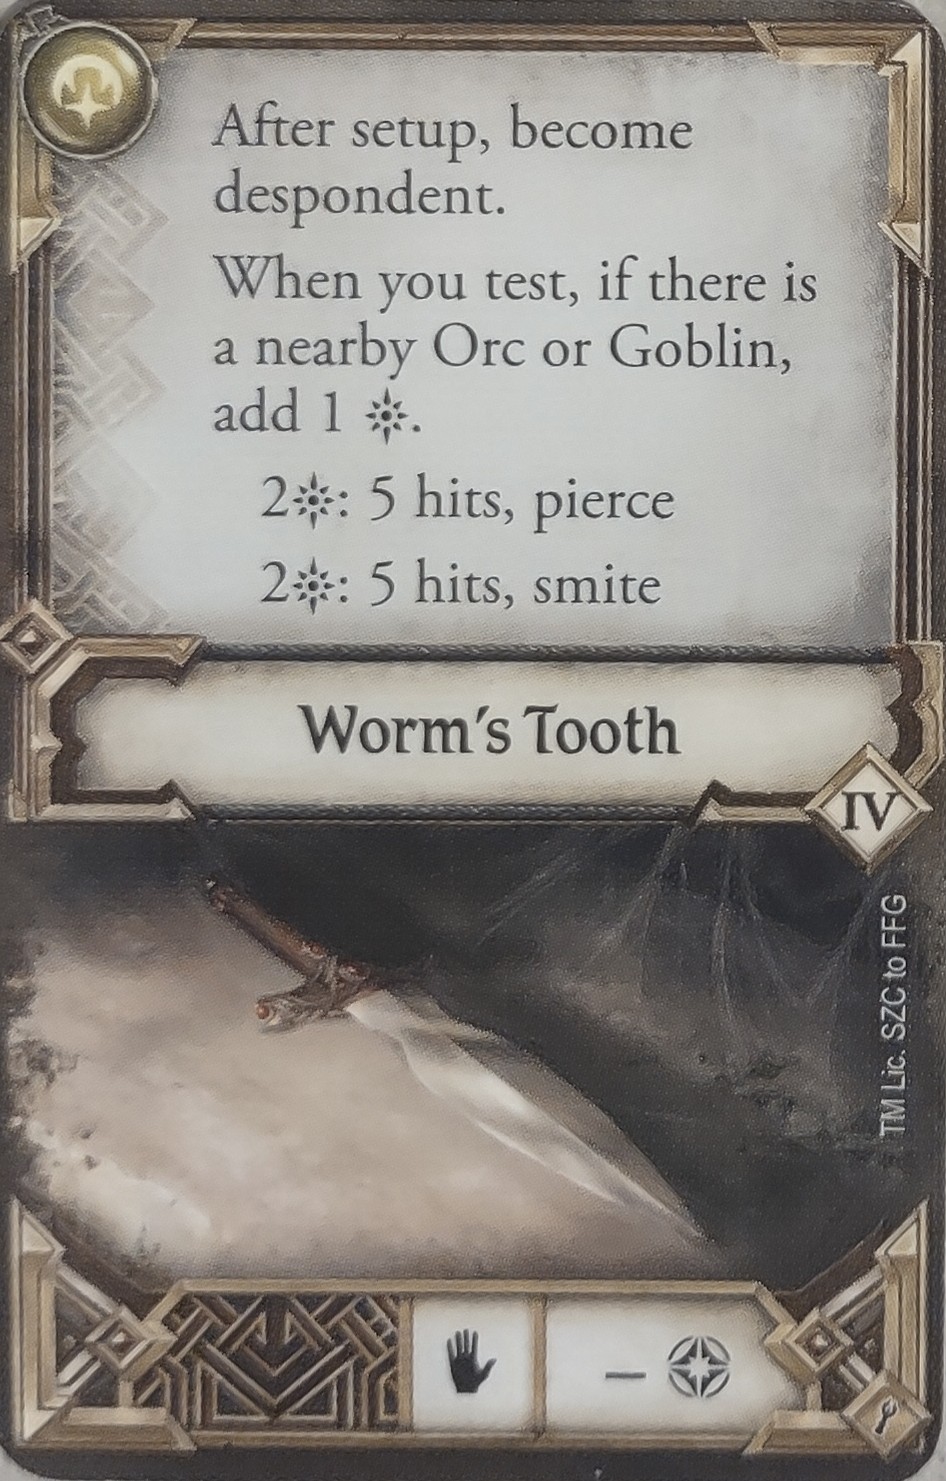 After setup, become
despondent.
When you test, if there is
a nearby Orc or Goblin,
add 1 ✴.
2✴: 5 hits, pierce
2✴: 5 hits, smite
Worm's Tooth
IV
TM Lic. SZC to FFG
–